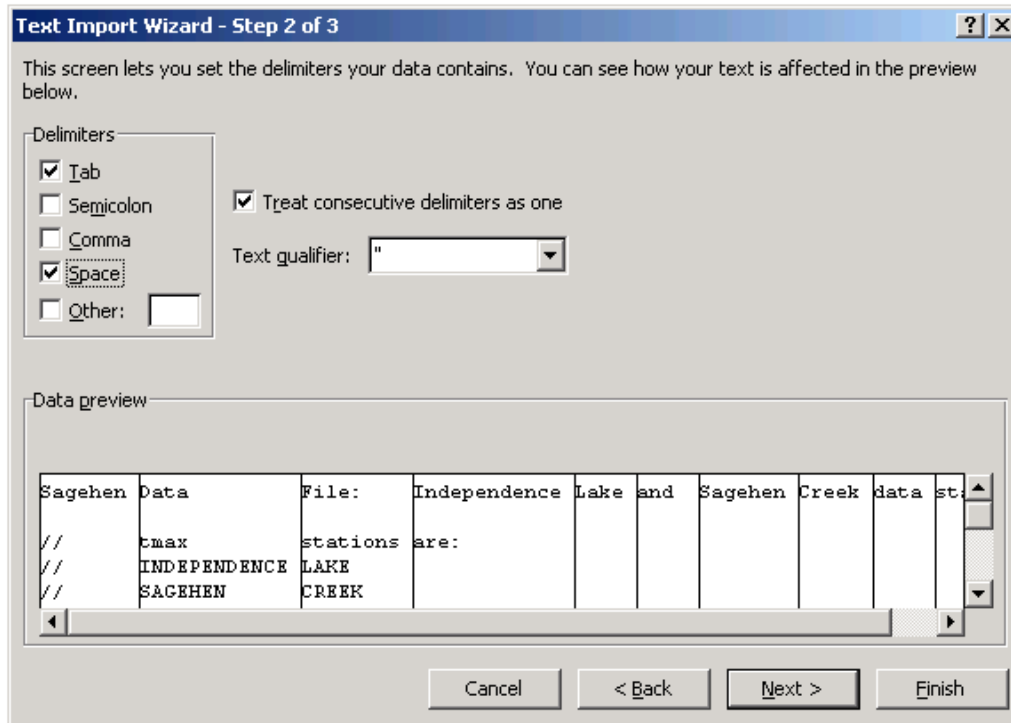 Text Import Wizard - Step 2 of 3
This screen lets you set the delimiters your data contains.  You can see how your text is affected in the preview
below.
Delimiters
Tab
Semicolon
Comma
Space
Other:
Treat consecutive delimiters as one
Text qualifier: "
Data preview
Sagehen Data File: Independence Lake and Sagehen Creek data
// tmax stations are:
// INDEPENDENCE LAKE
// SAGEHEN CREEK
Cancel < Back Next > Finish